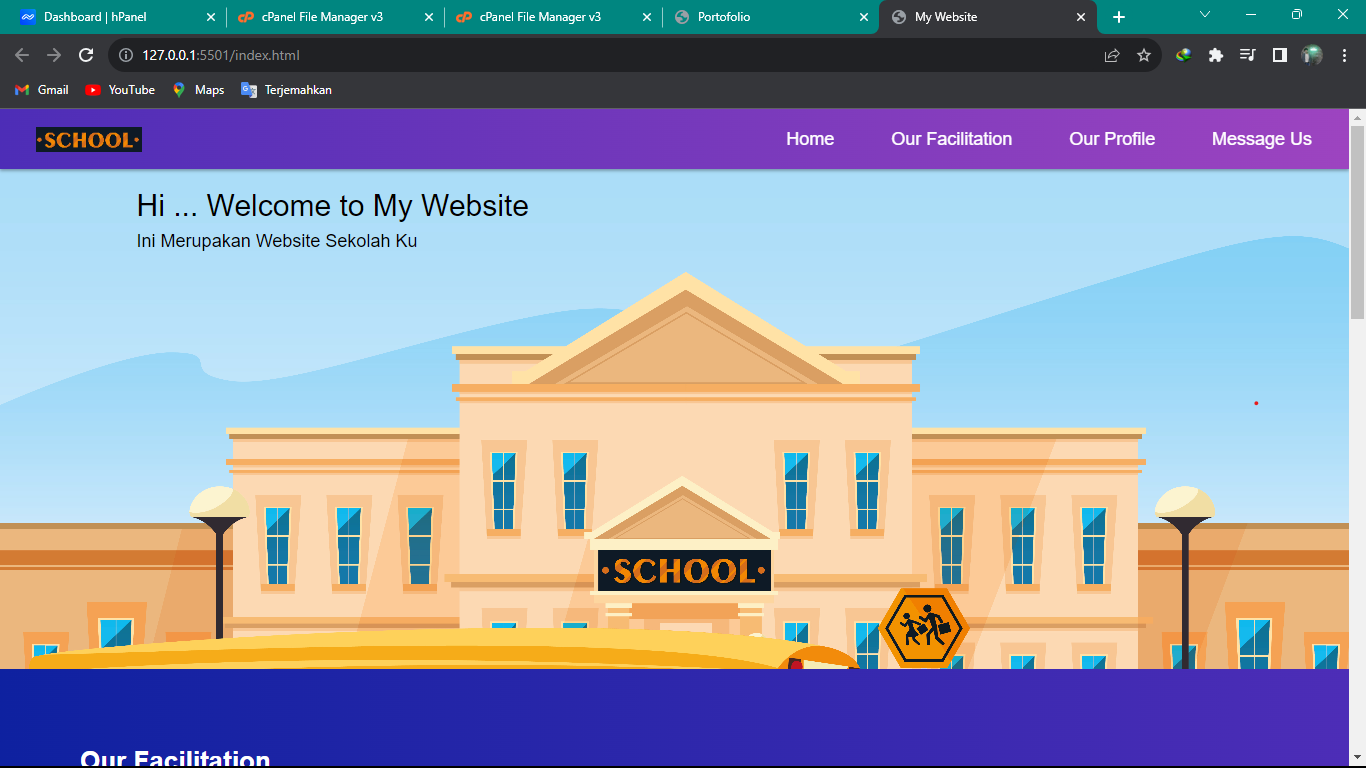 Dashboard | hPanel
cPanel File Manager v3
cPanel File Manager v3
Portofolio
My Website
127.0.0.1:5501/index.html
Gmail
YouTube
Maps
Terjemahkan
·SCHOOL·
Home
Our Facilitation
Our Profile
Message Us
Hi ... Welcome to My Website
Ini Merupakan Website Sekolah Ku
·SCHOOL·
Our Facilitation